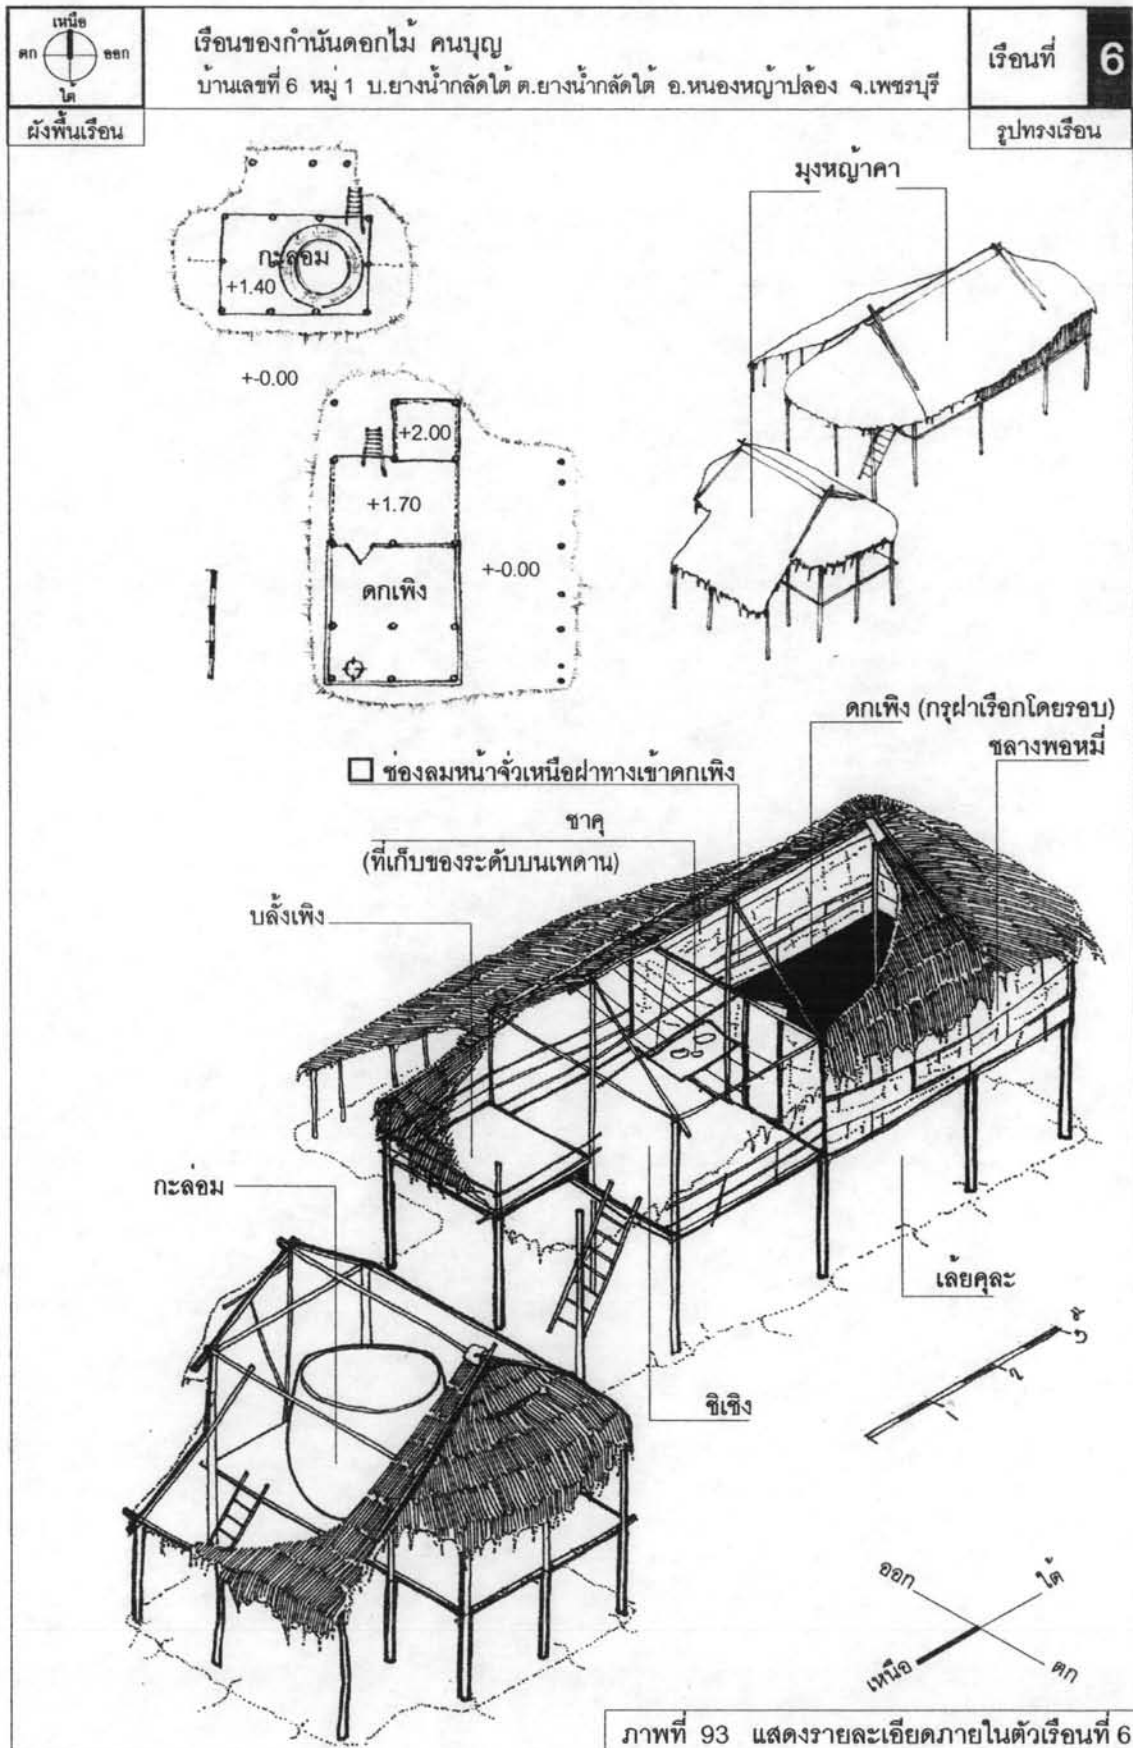 เหนือ
ตก ออก
ใต้
เรือนของกำนันดอกไม้ คนบุญ
บ้านเลขที่ 6 หมู่ 1 บ.ยางน้ำกลัดใต้ ต.ยางน้ำกลัดใต้ อ.หนองหญ้าปล้อง จ.เพชรบุรี
เรือนที่ 6
ผังพื้นเรือน
รูปทรงเรือน
มุงหญ้าคา
กะล่อม
+1.40
+-0.00
+2.00
+1.70
+-0.00
ดกเพิง
ดกเพิง (กรุฝาเรือกโดยรอบ)
ชลางพอหมี่
ช่องลมหน้าจั่วเหนือฝาทางเข้าดกเพิง
ชาคุ
(ที่เก็บของระดับบนเพดาน)
บลั้งเพิง
กะล่อม
เล้ยคุละ
ชิเชิง
ออก ใต้
เหนือ ตก
ภาพที่ 93 แสดงรายละเอียดภายในตัวเรือนที่ 6